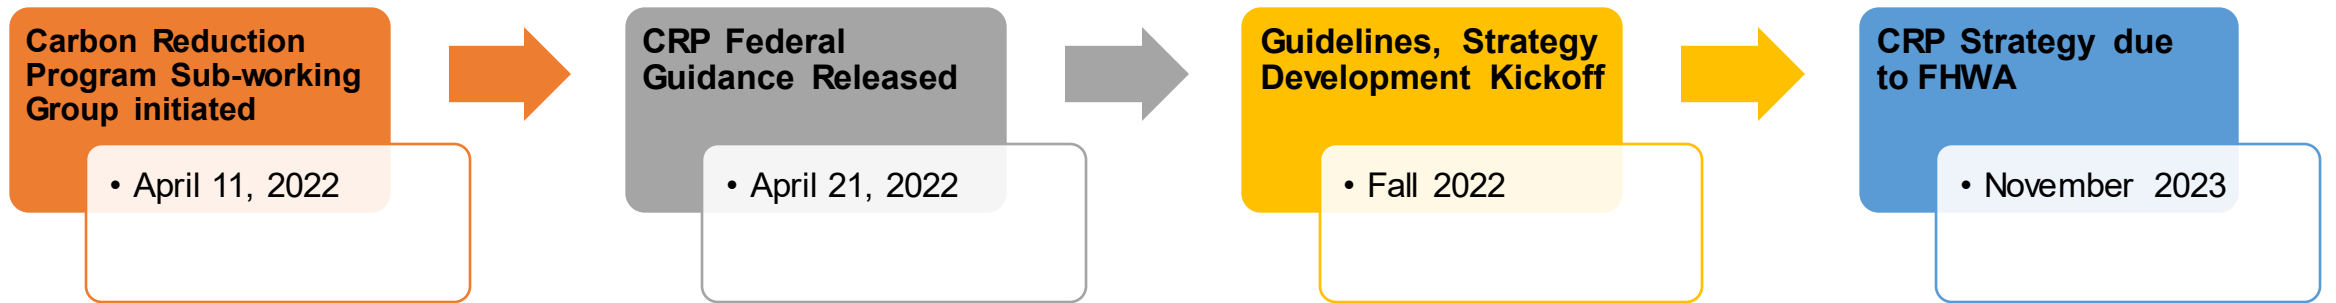 Carbon Reduction
Program Sub-working
Group initiated
• April 11, 2022
CRP Federal
Guidance Released
• April 21, 2022
Guidelines, Strategy
Development Kickoff
• Fall 2022
CRP Strategy due
to FHWA
• November 2023